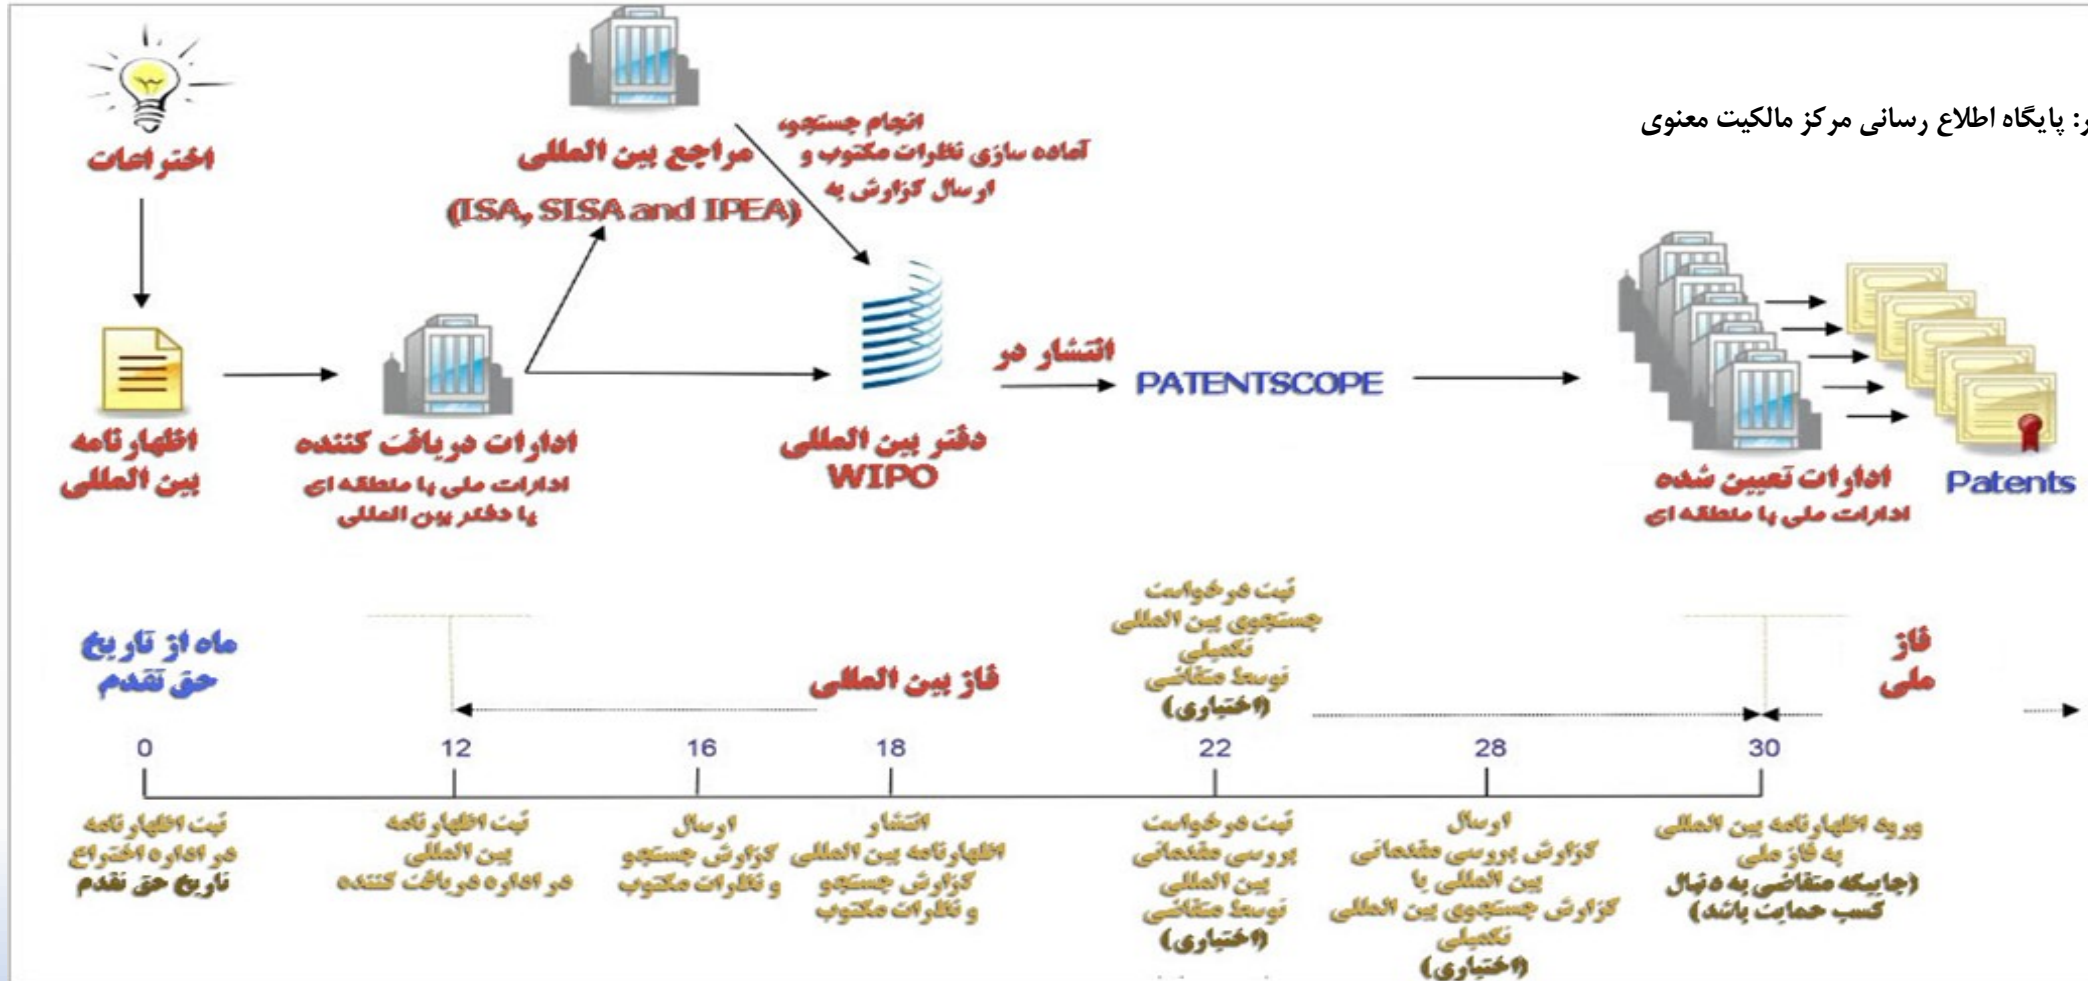 ر: پایگاه اطلاع رسانی مرکز مالکیت معنوی
اختراعات
مراجع بین المللی
(ISA, SISA and IPEA)
انجام جستجو،
آماده سازی نظرات مکتوب و
ارسال گزارش به
اظهارنامه
بین المللی
ادارات دریافت کننده
ادارات ملی یا منطقه ای
یا دفتر بین المللی
دفتر بین المللی
WIPO
انتشار در
PATENTSCOPE
ادارات تعیین شده
ادارات ملی یا منطقه ای
Patents
ماه از تاریخ
حق تقدم
فاز بین المللی
ثبت درخواست
جستجوی بین المللی
تکمیلی
توسط متقاضی
(اختیاری)
فاز
ملی
0
12
16
18
22
28
30
ثبت اظهارنامه
در اداره اختراع
تاریخ حق تقدم
ثبت اظهارنامه
بین المللی
در اداره دریافت کننده
ارسال
گزارش جستجو
و نظرات مکتوب
انتشار
اظهارنامه بین المللی
گزارش جستجو
و نظرات مکتوب
ثبت درخواست
بررسی مقدماتی
بین المللی
توسط متقاضی
(اختیاری)
ارسال
گزارش بررسی مقدماتی
بین المللی یا
گزارش جستجوی بین المللی
تکمیلی
(اختیاری)
ورود اظهارنامه بین المللی
به فاز ملی
(جاییکه متقاضی به دنبال
کسب حمایت باشد)